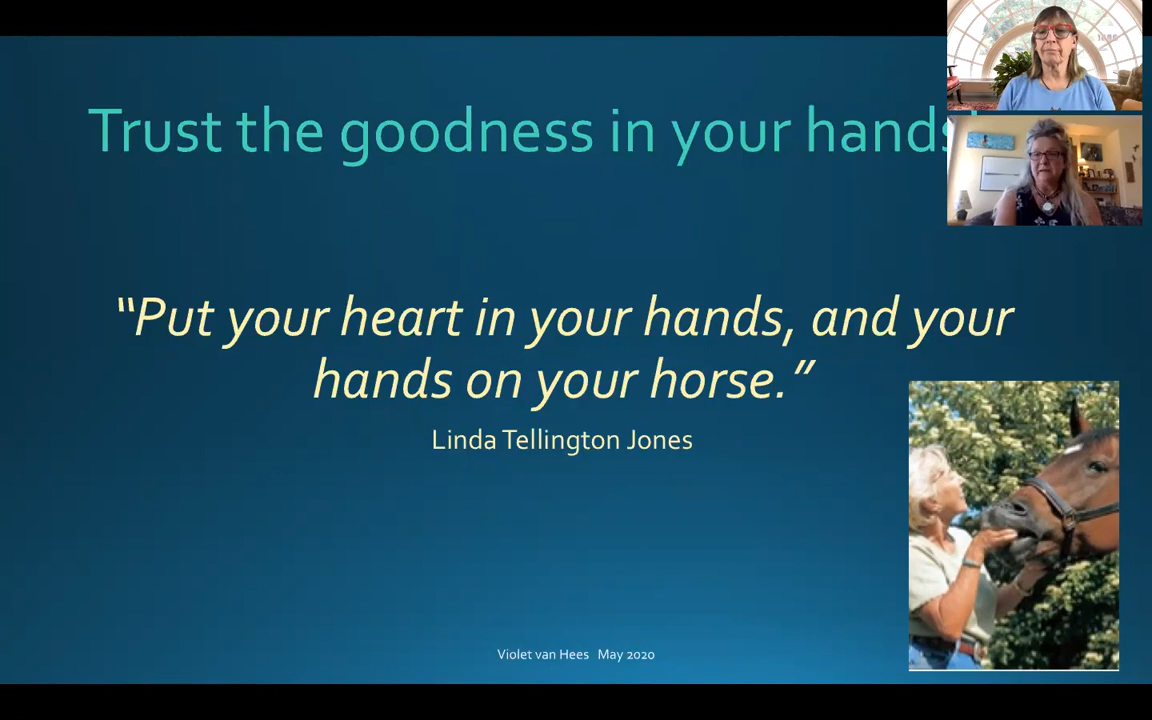 Trust the goodness in your hands!
“Put your heart in your hands, and your
hands on your horse.”
Linda Tellington Jones
Violet van Hees May 2020